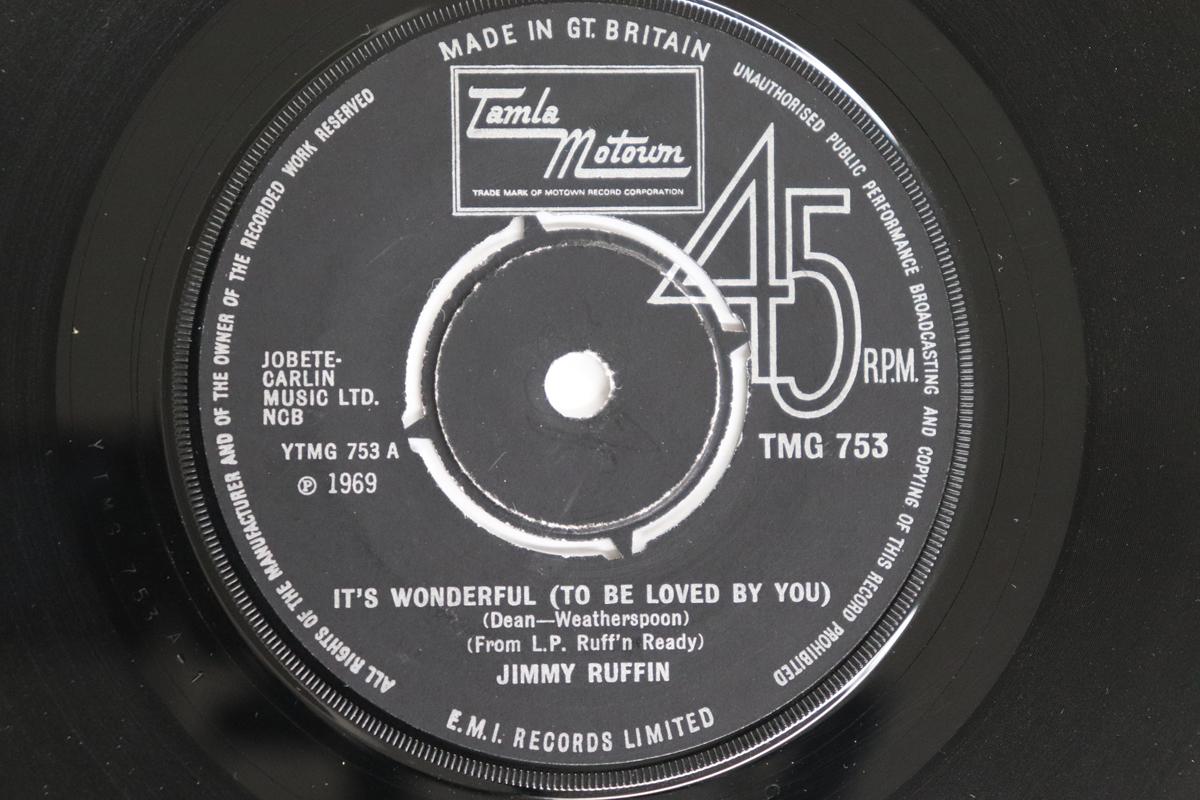 MADE IN GT. BRITAIN
Tamla
Motown
TRADE MARK OF MOTOWN RECORD CORPORATION
45
R.P.M.
UNAUTHORISED PUBLIC PERFORMANCE BROADCASTING AND COPYING OF THIS RECORD PROHIBITED
ALL RIGHTS OF THE MANUFACTURER AND OF THE OWNER OF THE RECORDED WORK RESERVED
JOBETE-
CARLIN
MUSIC LTD.
NCB
YTMG 753 A
℗ 1969
TMG 753
IT'S WONDERFUL (TO BE LOVED BY YOU)
(Dean—Weatherspoon)
(From L.P. Ruff'n Ready)
JIMMY RUFFIN
E.M.I. RECORDS LIMITED
YTMG 753 A-1